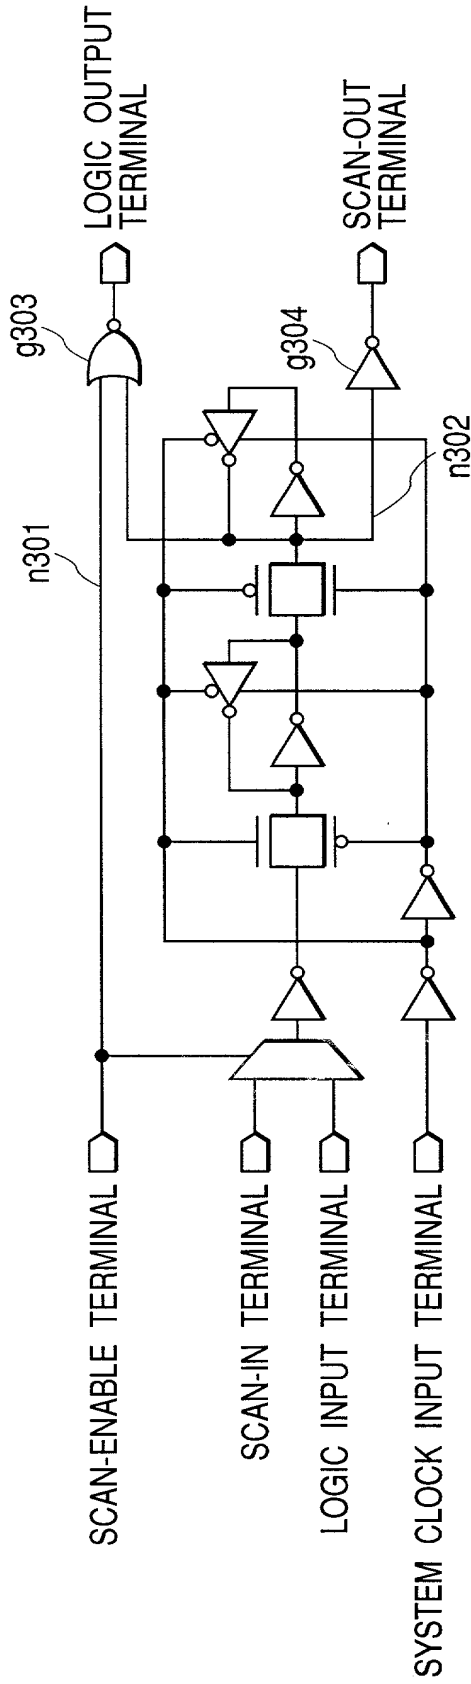 SCAN-ENABLE TERMINAL
n301
g303
LOGIC OUTPUT
TERMINAL
SCAN-IN TERMINAL
LOGIC INPUT TERMINAL
g304
SCAN-OUT
TERMINAL
n302
SYSTEM CLOCK INPUT TERMINAL